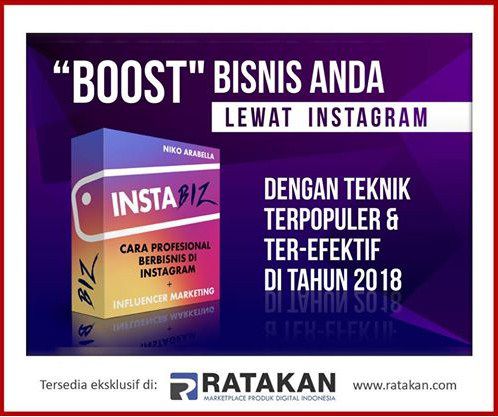 “BOOST" BISNIS ANDA
LEWAT INSTAGRAM
NIKO ARABELLA
INSTABIZ
CARA PROFESIONAL
BERBISNIS DI
INSTAGRAM
+
INFLUENCER MARKETING
BIZ
DENGAN TEKNIK
TERPOPULER &
TER-EFEKTIF
DI TAHUN 2018
Tersedia eksklusif di:
RATAKAN
MARKETPLACE PRODUK DIGITAL INDONESIA
www.ratakan.com